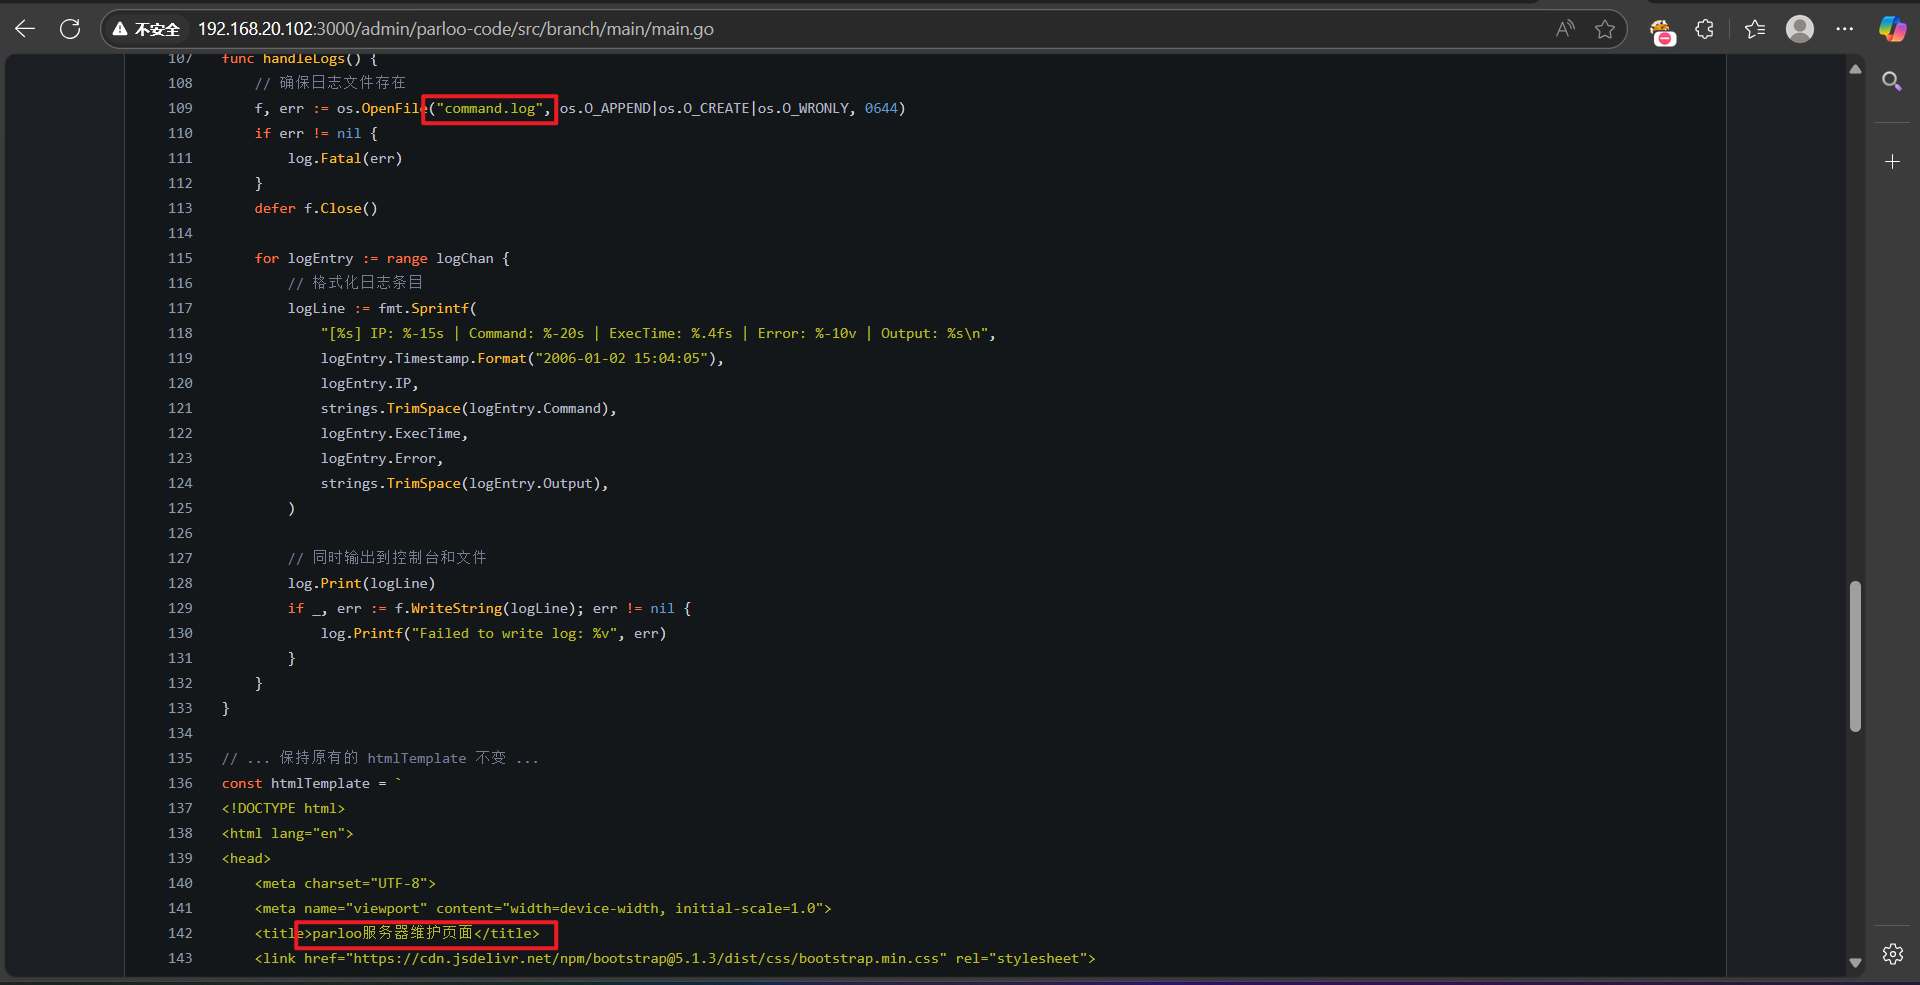 不安全 192.168.20.102:3000/admin/parloo-code/src/branch/main/main.go
107 func handleLogs() {
108 // 确保日志文件存在
109 f, err := os.OpenFile("command.log", os.O_APPEND|os.O_CREATE|os.O_WRONLY, 0644)
110 if err != nil {
111 log.Fatal(err)
112 }
113 defer f.Close()
114
115 for logEntry := range logChan {
116 // 格式化日志条目
117 logLine := fmt.Sprintf(
118 "[%s] IP: %-15s | Command: %-20s | ExecTime: %.4fs | Error: %-10v | Output: %s\n",
119 logEntry.Timestamp.Format("2006-01-02 15:04:05"),
120 logEntry.IP,
121 strings.TrimSpace(logEntry.Command),
122 logEntry.ExecTime,
123 logEntry.Error,
124 strings.TrimSpace(logEntry.Output),
125 )
126
127 // 同时输出到控制台和文件
128 log.Print(logLine)
129 if _, err := f.WriteString(logLine); err != nil {
130 log.Printf("Failed to write log: %v", err)
131 }
132 }
133 }
134
135 // ... 保持原有的 htmlTemplate 不变 ...
136 const htmlTemplate = `
137 <!DOCTYPE html>
138 <html lang="en">
139 <head>
140 <meta charset="UTF-8">
141 <meta name="viewport" content="width=device-width, initial-scale=1.0">
142 <title>parloo服务器维护页面</title>
143 <link href="https://cdn.jsdelivr.net/npm/bootstrap@5.1.3/dist/css/bootstrap.min.css" rel="stylesheet">